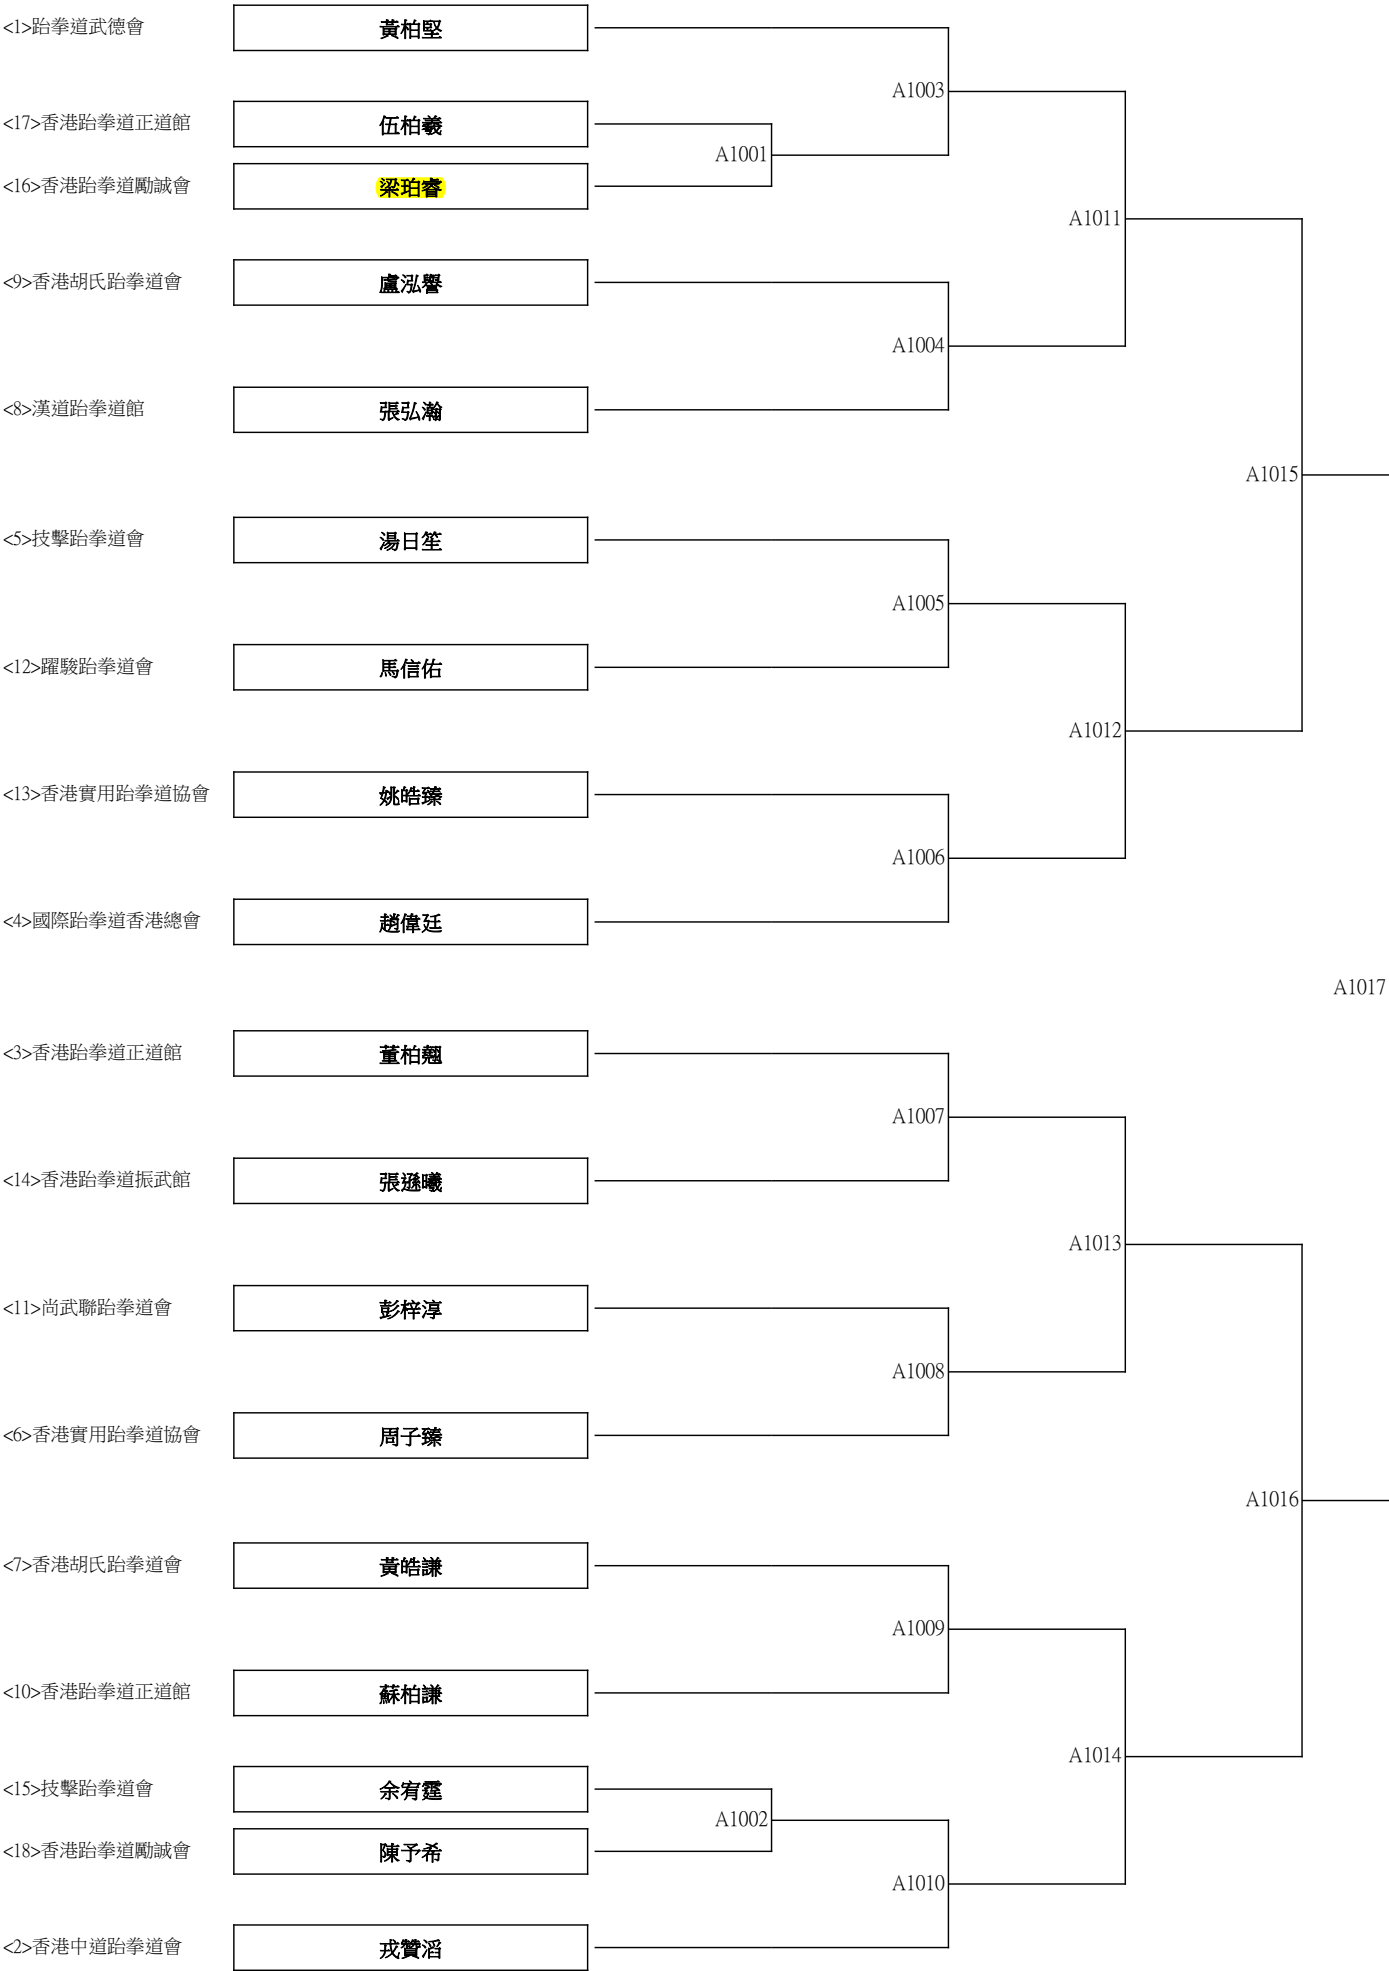 <1>跆拳道武德會 黃柏堅
A1003
<17>香港跆拳道正道館 伍柏羲
A1001
<16>香港跆拳道勵誠會 梁珀睿
A1011
<9>香港胡氏跆拳道會 盧泓譽
A1004
<8>漢道跆拳道館 張弘瀚
A1015
<5>技擊跆拳道會 湯日笙
A1005
<12>躍駿跆拳道會 馬信佑
A1012
<13>香港實用跆拳道協會 姚皓臻
A1006
<4>國際跆拳道香港總會 趙偉廷
A1017
<3>香港跆拳道正道館 董柏翹
A1007
<14>香港跆拳道振武館 張遜曦
A1013
<11>尚武聯跆拳道會 彭梓淳
A1008
<6>香港實用跆拳道協會 周子臻
A1016
<7>香港胡氏跆拳道會 黃皓謙
A1009
<10>香港跆拳道正道館 蘇柏謙
A1014
<15>技擊跆拳道會 余宥霆
A1002
<18>香港跆拳道勵誠會 陳予希
A1010
<2>香港中道跆拳道會 戎贊滔